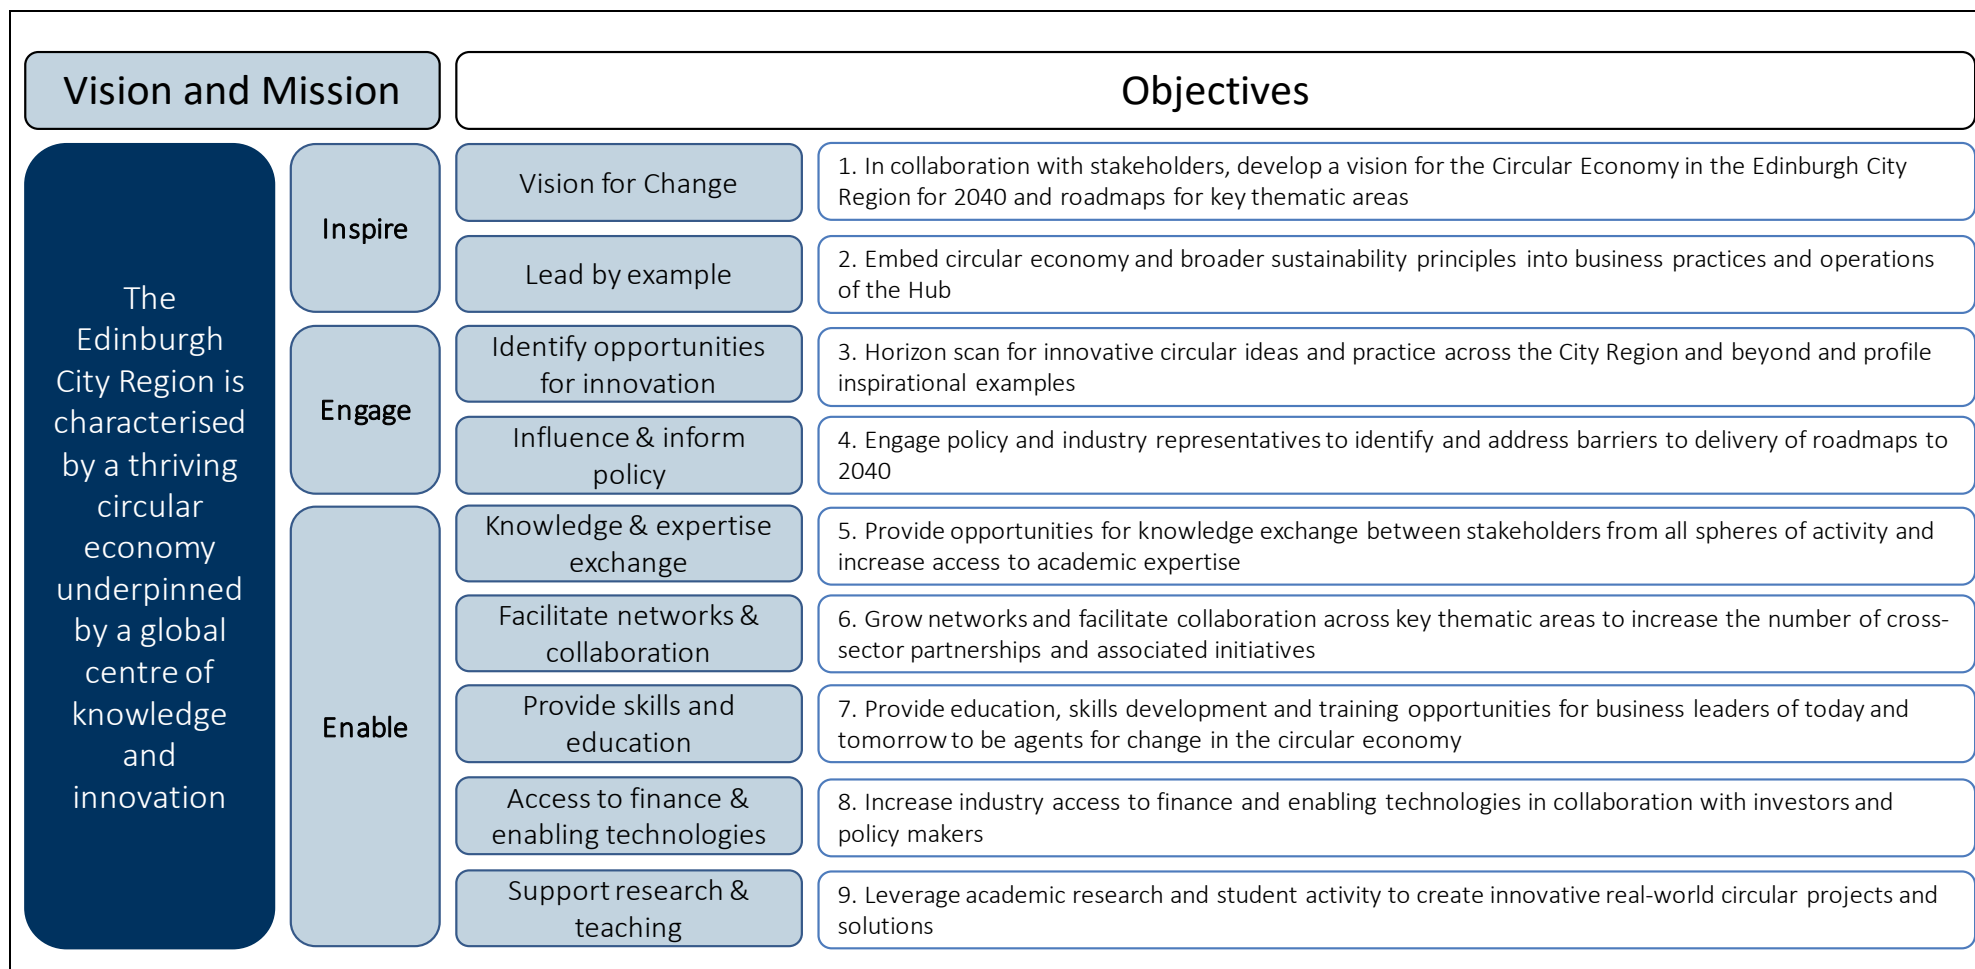 Vision and Mission
Objectives
The
Edinburgh
City Region is
characterised
by a thriving
circular
economy
underpinned
by a global
centre of
knowledge
and
innovation
Inspire
Vision for Change
1. In collaboration with stakeholders, develop a vision for the Circular Economy in the Edinburgh City
Region for 2040 and roadmaps for key thematic areas
Lead by example
2. Embed circular economy and broader sustainability principles into business practices and operations
of the Hub
Engage
Identify opportunities
for innovation
3. Horizon scan for innovative circular ideas and practice across the City Region and beyond and profile
inspirational examples
Influence & inform
policy
4. Engage policy and industry representatives to identify and address barriers to delivery of roadmaps to
2040
Enable
Knowledge & expertise
exchange
5. Provide opportunities for knowledge exchange between stakeholders from all spheres of activity and
increase access to academic expertise
Facilitate networks &
collaboration
6. Grow networks and facilitate collaboration across key thematic areas to increase the number of cross-
sector partnerships and associated initiatives
Provide skills and
education
7. Provide education, skills development and training opportunities for business leaders of today and
tomorrow to be agents for change in the circular economy
Access to finance &
enabling technologies
8. Increase industry access to finance and enabling technologies in collaboration with investors and
policy makers
Support research &
teaching
9. Leverage academic research and student activity to create innovative real-world circular projects and
solutions